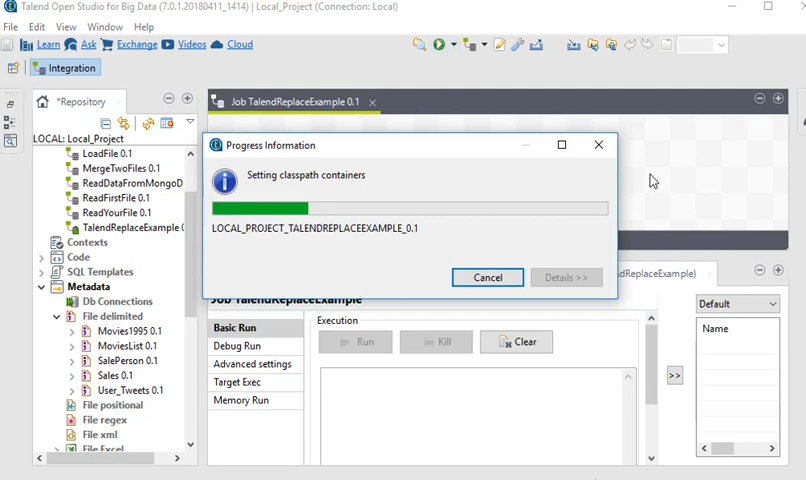 Talend Open Studio for Big Data (7.0.1.20180411_1414) | Local_Project (Connection: Local)
File Edit View Window Help
Learn Ask Exchange Videos Cloud
Integration
*Repository
Job TalendReplaceExample 0.1
LOCAL: Local_Project
LoadFile 0.1
MergeTwoFiles 0.1
ReadDataFromMongoD
ReadFirstFile 0.1
ReadYourFile 0.1
TalendReplaceExample 0.1
Contexts
Code
SQL Templates
Metadata
Db Connections
File delimited
Movies1995 0.1
MoviesList 0.1
SalePerson 0.1
Sales 0.1
User_Tweets 0.1
File positional
File regex
File xml
File Excel
Progress Information
Setting classpath containers
LOCAL_PROJECT_TALENDREPLACEEXAMPLE_0.1
Cancel
Details >>
ndReplaceExample)
Job TalendReplaceExample
Basic Run
Debug Run
Advanced settings
Target Exec
Memory Run
Execution
Run
Kill
Clear
Default
Name
>>